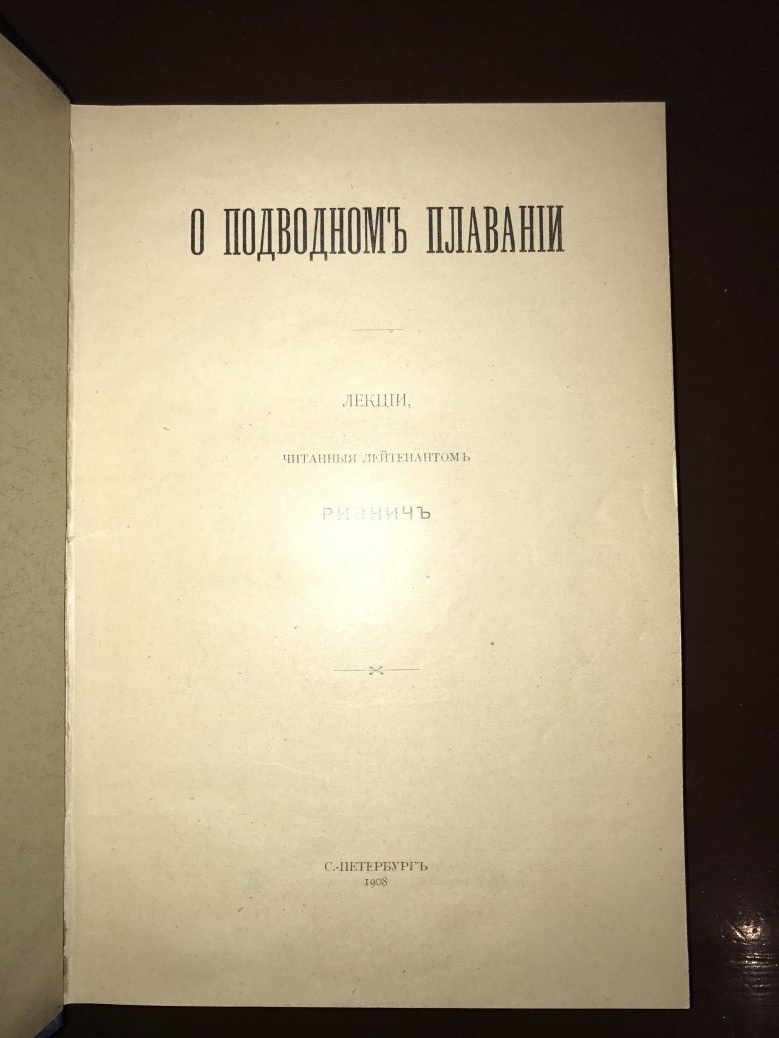 О ПОДВОДНОМЪ ПЛАВАНІИ
ЛЕКЦІИ,
ЧИТАННЫЯ ЛЕЙТЕНАНТОМЪ
РИЗНИЧЪ
С.-ПЕТЕРБУРГЪ
1908